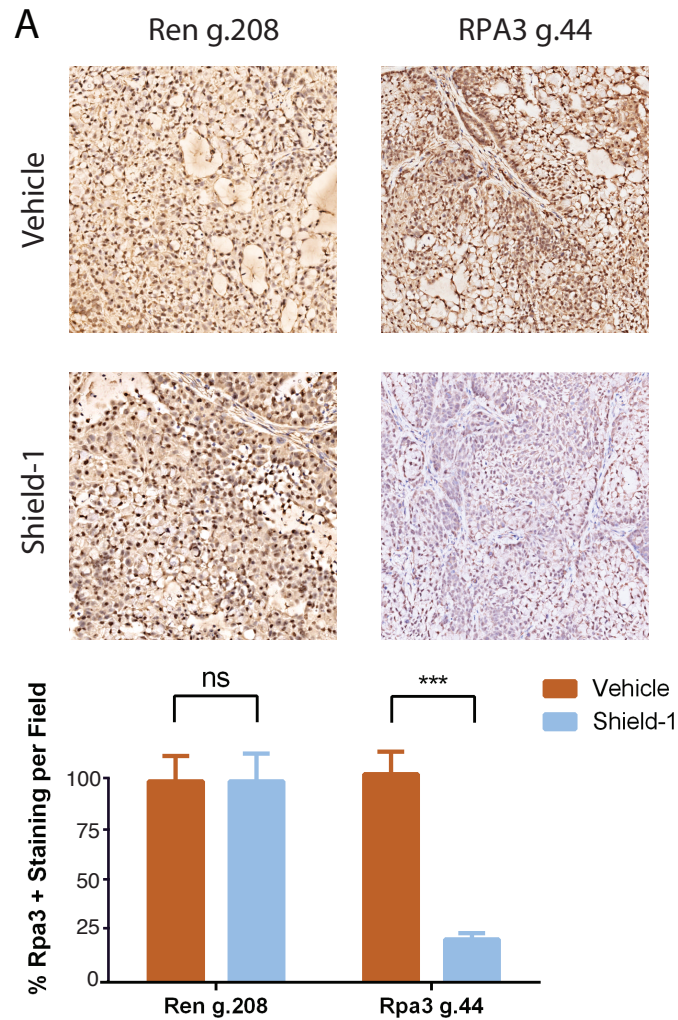 A
Ren g.208
RPA3 g.44
Vehicle
Shield-1
ns
***
Vehicle
Shield-1
% Rpa3 + Staining per Field
100
75
50
25
0
Ren g.208
Rpa3 g.44